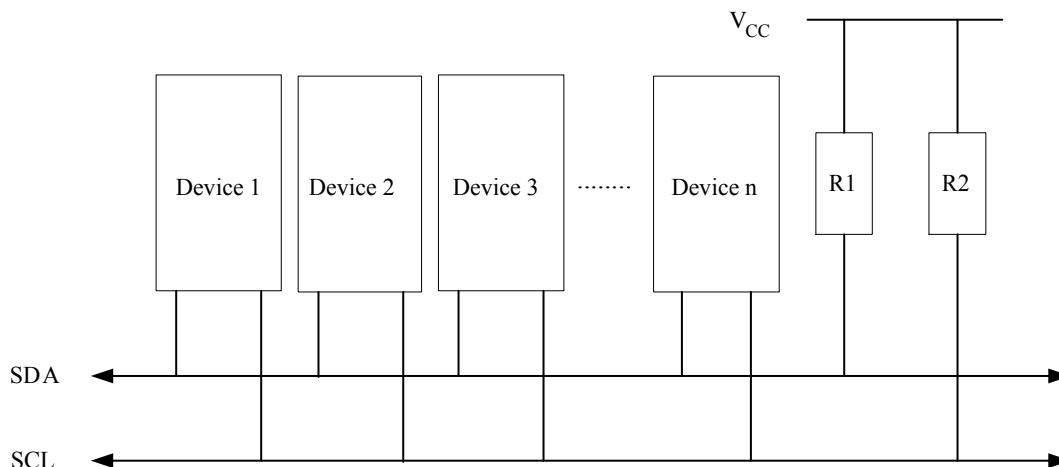 VCC
Device 1
Device 2
Device 3
........
Device n
R1
R2
SDA
SCL